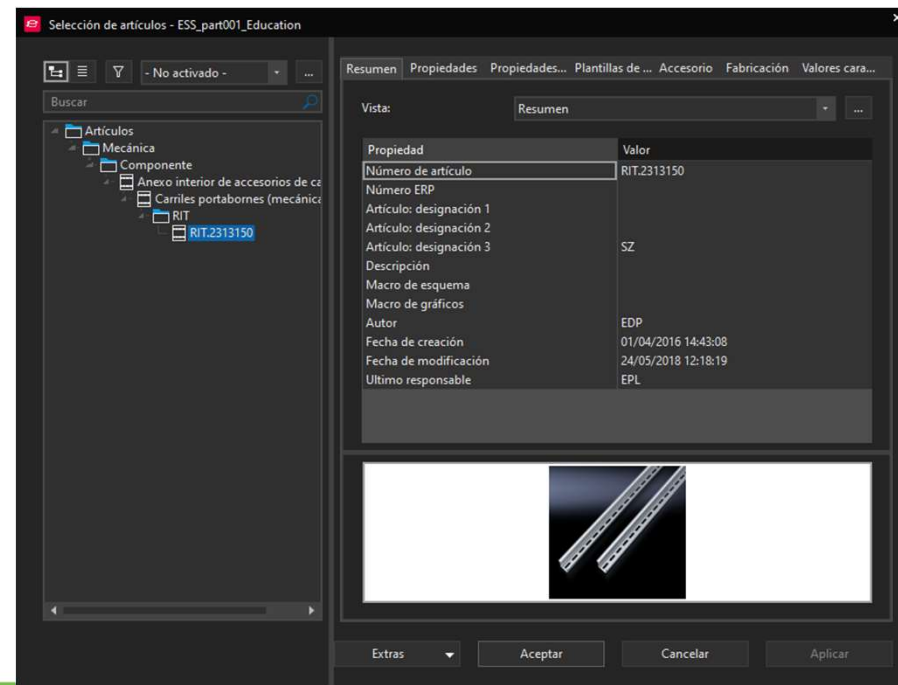 Selección de artículos - ESS_part001_Education
- No activado -
...
Buscar
Artículos
Mecánica
Componente
Anexo interior de accesorios de ca
Carriles portabornes (mecánica
RIT
RIT.2313150
Resumen Propiedades Propiedades... Plantillas de ... Accesorio Fabricación Valores cara...
Vista: Resumen ...
Propiedad Valor
Número de artículo RIT.2313150
Número ERP
Artículo: designación 1
Artículo: designación 2
Artículo: designación 3 SZ
Descripción
Macro de esquema
Macro de gráficos
Autor EDP
Fecha de creación 01/04/2016 14:43:08
Fecha de modificación 24/05/2018 12:18:19
Ultimo responsable EPL
Extras Aceptar Cancelar Aplicar